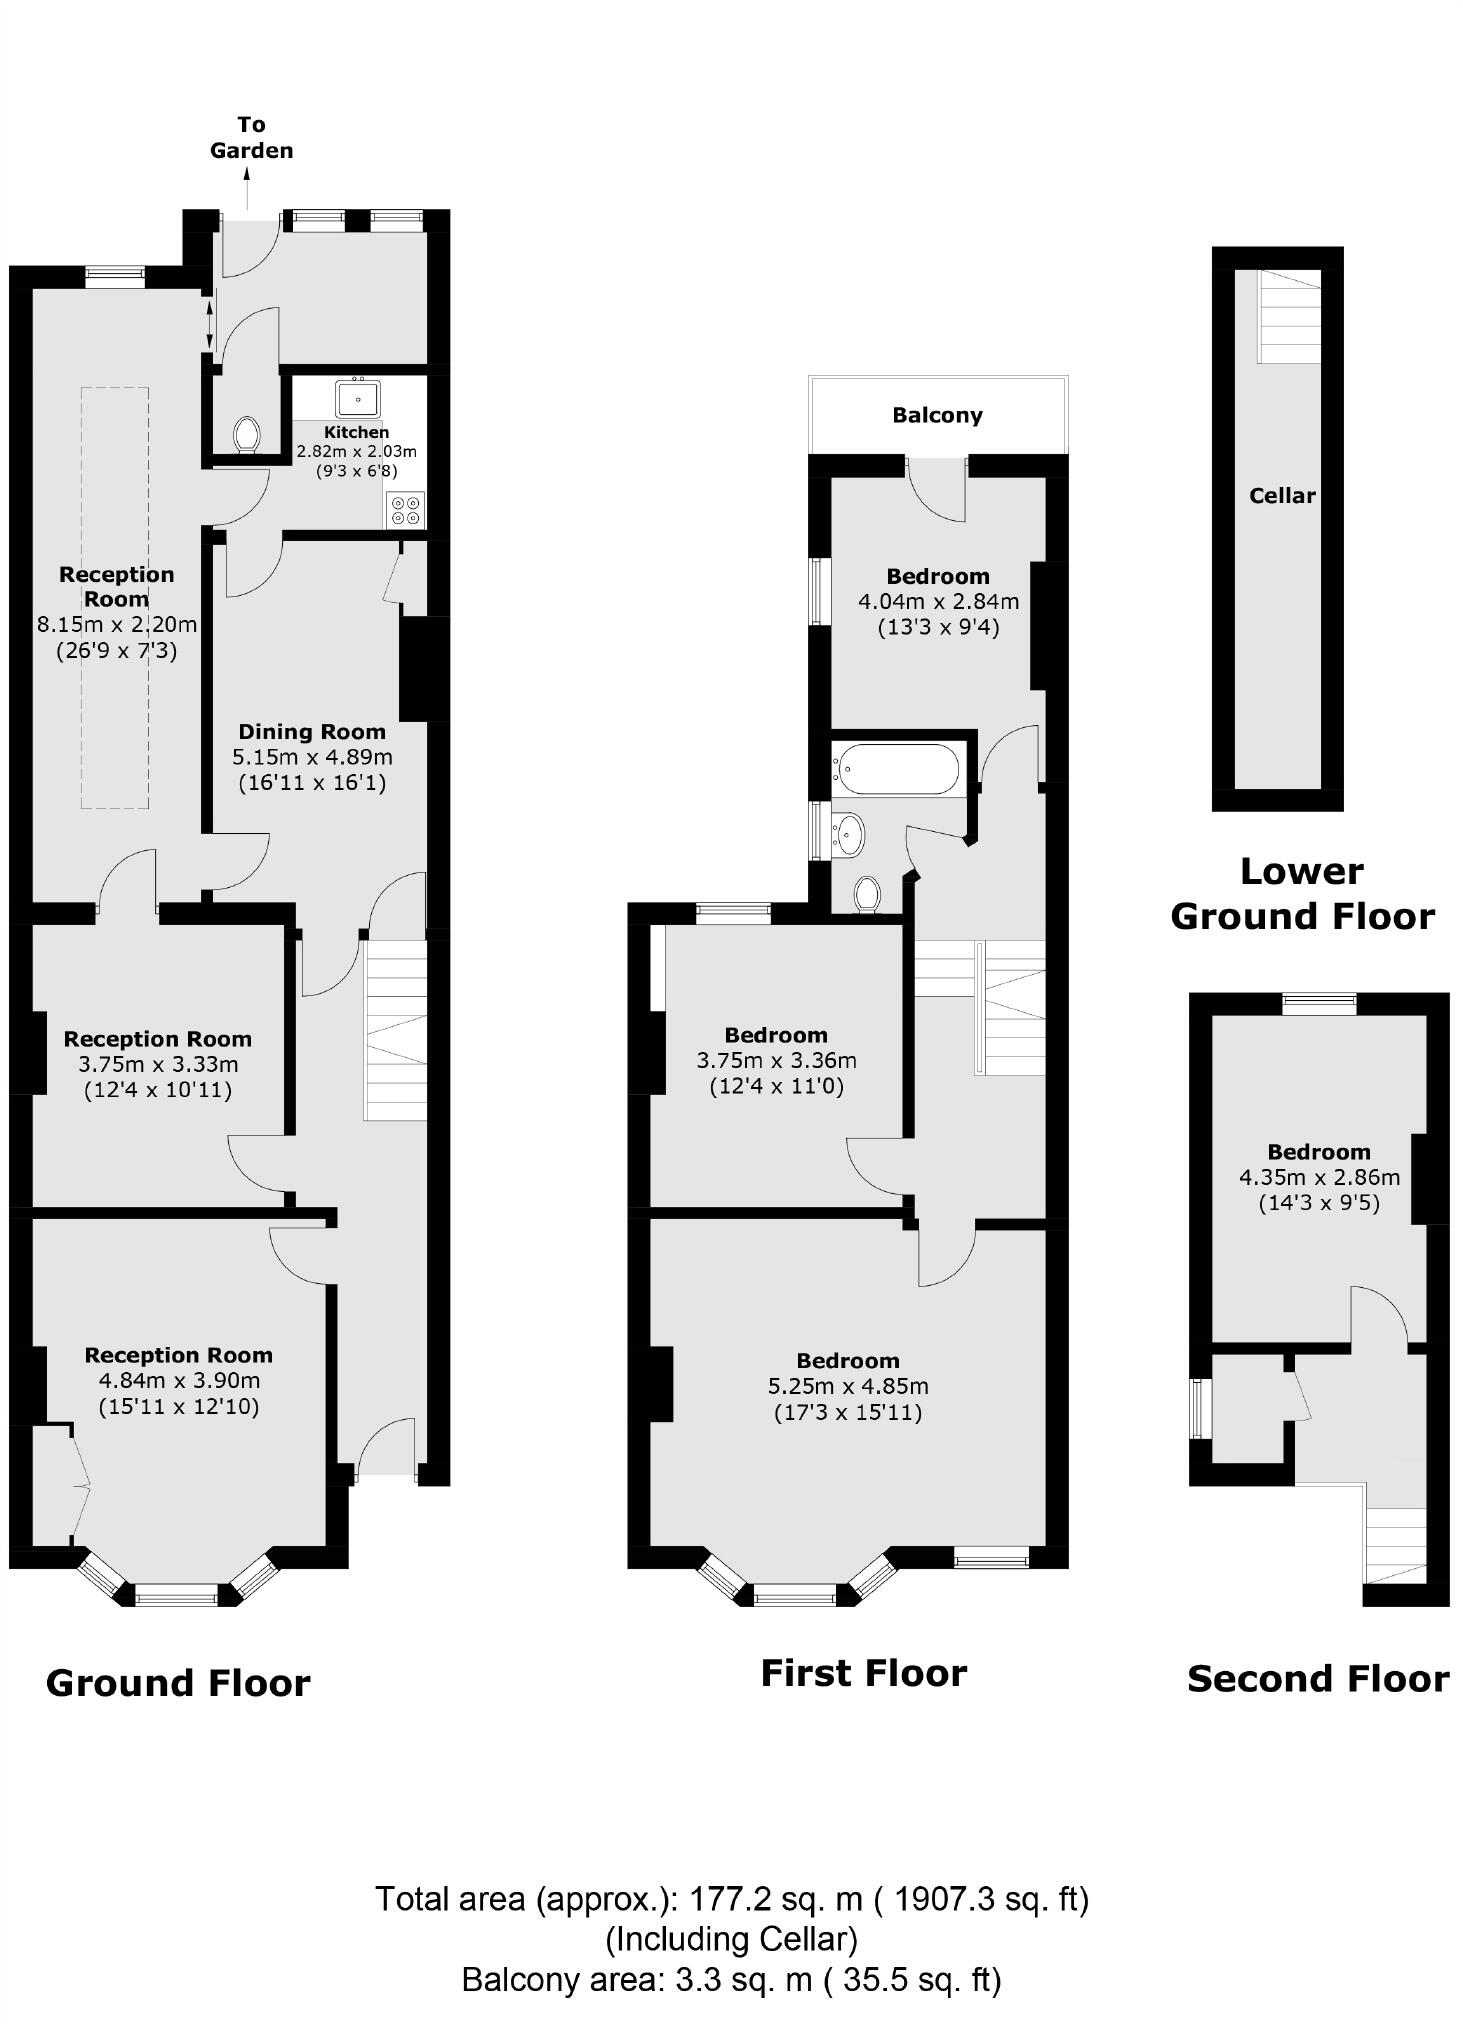 To
Garden
Kitchen
2.82m x 2.03m
(9'3 x 6'8)
Reception
Room
8.15m x 2.20m
(26'9 x 7'3)
Dining Room
5.15m x 4.89m
(16'11 x 16'1)
Reception Room
3.75m x 3.33m
(12'4 x 10'11)
Reception Room
4.84m x 3.90m
(15'11 x 12'10)
Ground Floor
Balcony
Bedroom
4.04m x 2.84m
(13'3 x 9'4)
Bedroom
3.75m x 3.36m
(12'4 x 11'0)
Bedroom
5.25m x 4.85m
(17'3 x 15'11)
First Floor
Cellar
Lower
Ground Floor
Bedroom
4.35m x 2.86m
(14'3 x 9'5)
Second Floor
Total area (approx.): 177.2 sq. m ( 1907.3 sq. ft)
(Including Cellar)
Balcony area: 3.3 sq. m ( 35.5 sq. ft)